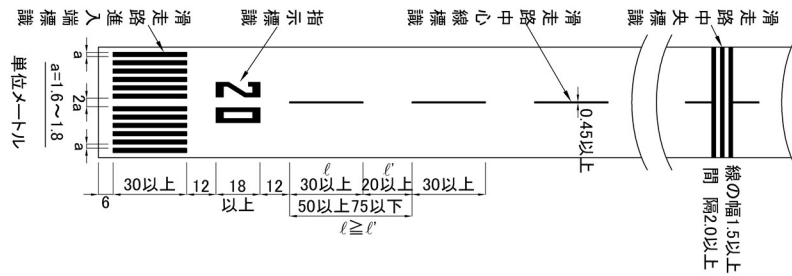 滑走路進入端標識
指示標識
滑走路中心線標識
滑走路中央標識
a
2a
a
a=1.6~1.8
単位メートル
20
0.45以上
線の幅1.5以上
間 隔2.0以上
6
30以上
12
18以上
12
ℓ
30以上
ℓ'
20以上
30以上
50以上75以下
ℓ≧ℓ'